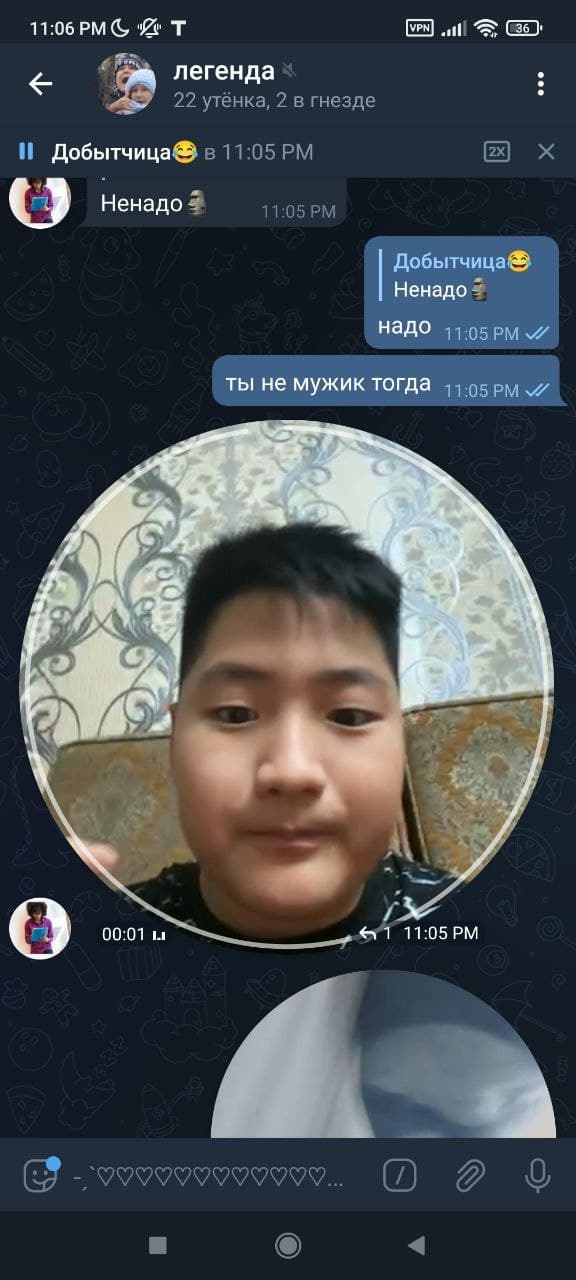 11:06 PM T VPN 36
легенда
22 утёнка, 2 в гнезде
Добытчица😂 в 11:05 PM 2X
Ненадо🗿 11:05 PM
Добытчица😂
Ненадо🗿
надо 11:05 PM
ты не мужик тогда 11:05 PM
00:01 1 11:05 PM
-ˏˋ♡♡♡♡♡♡♡♡♡♡♡♡...